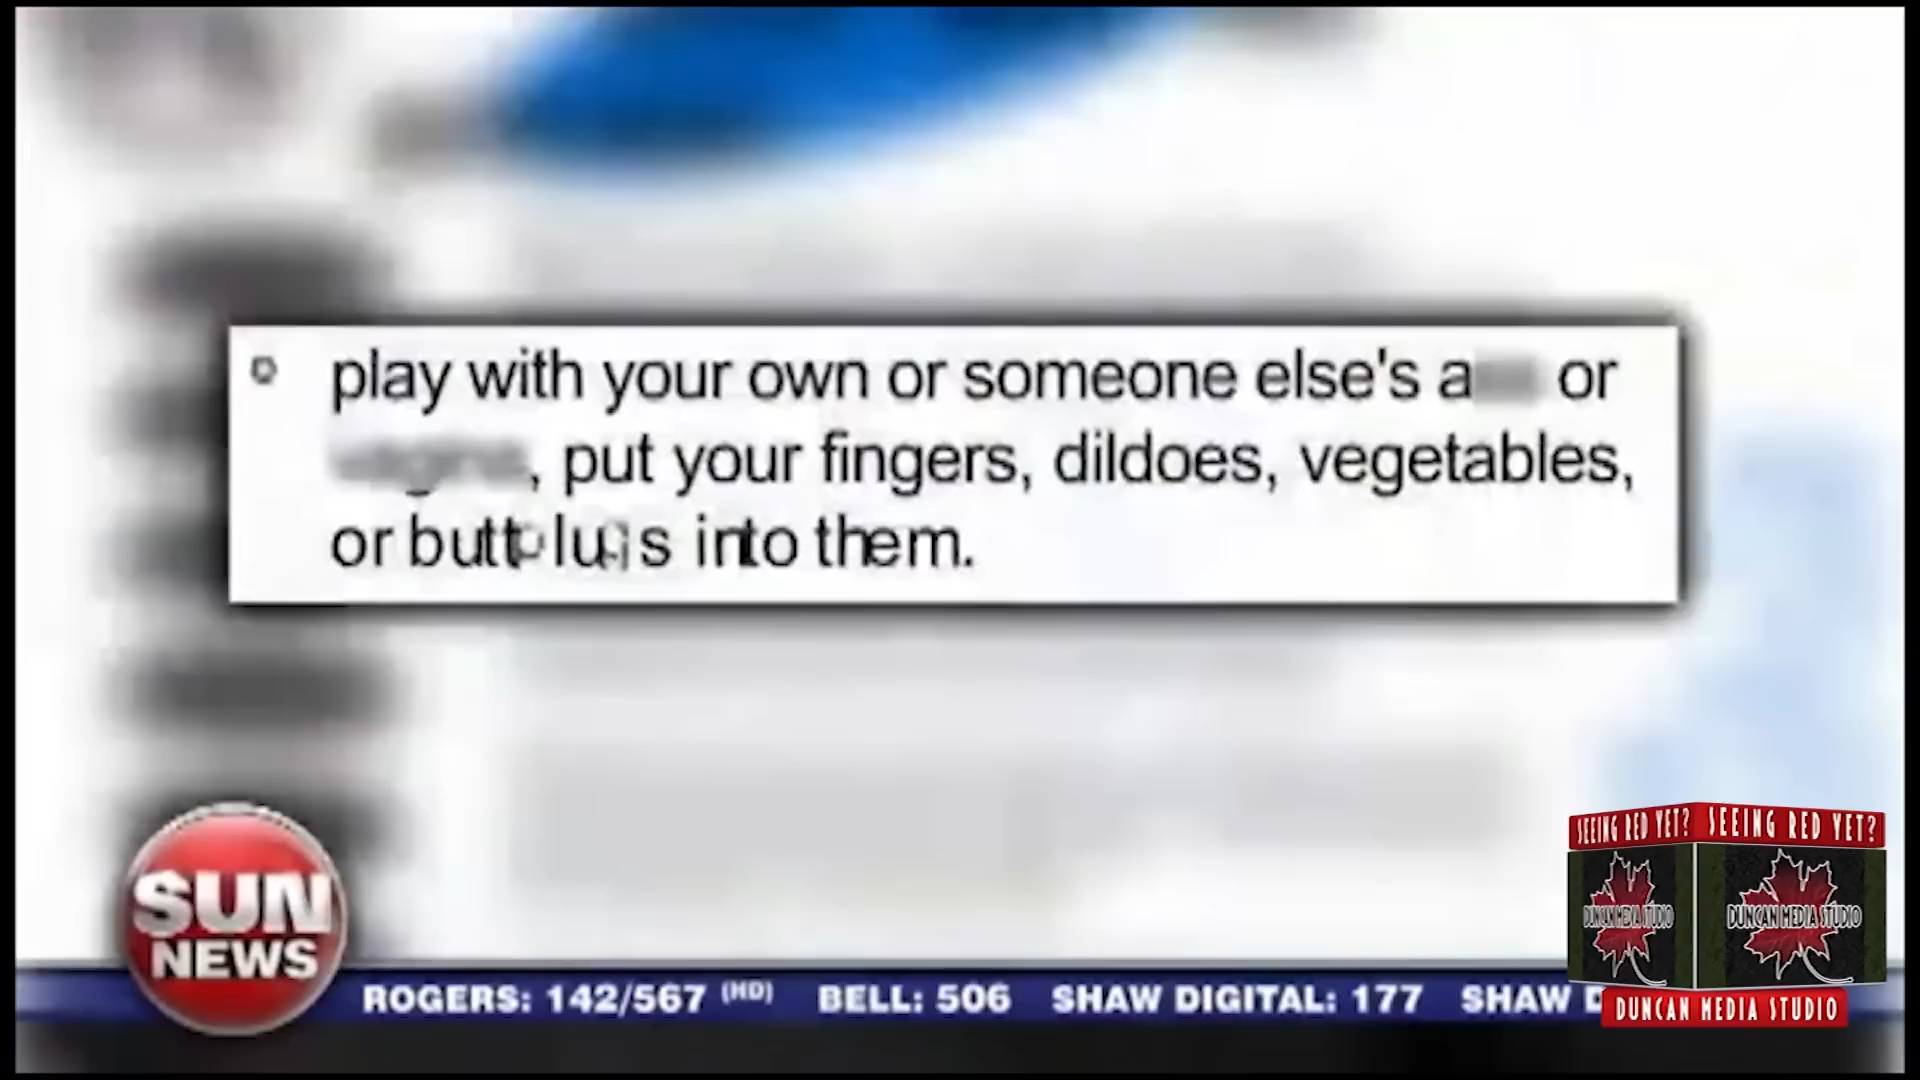 play with your own or someone else's a or
, put your fingers, dildoes, vegetables,
or buttplugs into them.
SEEING RED YET? SEEING RED YET?
DUNCAN MEDIA STUDIO DUNCAN MEDIA STUDIO
SUN
NEWS
ROGERS: 142/567 (HD) BELL: 506 SHAW DIGITAL: 177 SHAW D
DUNCAN MEDIA STUDIO